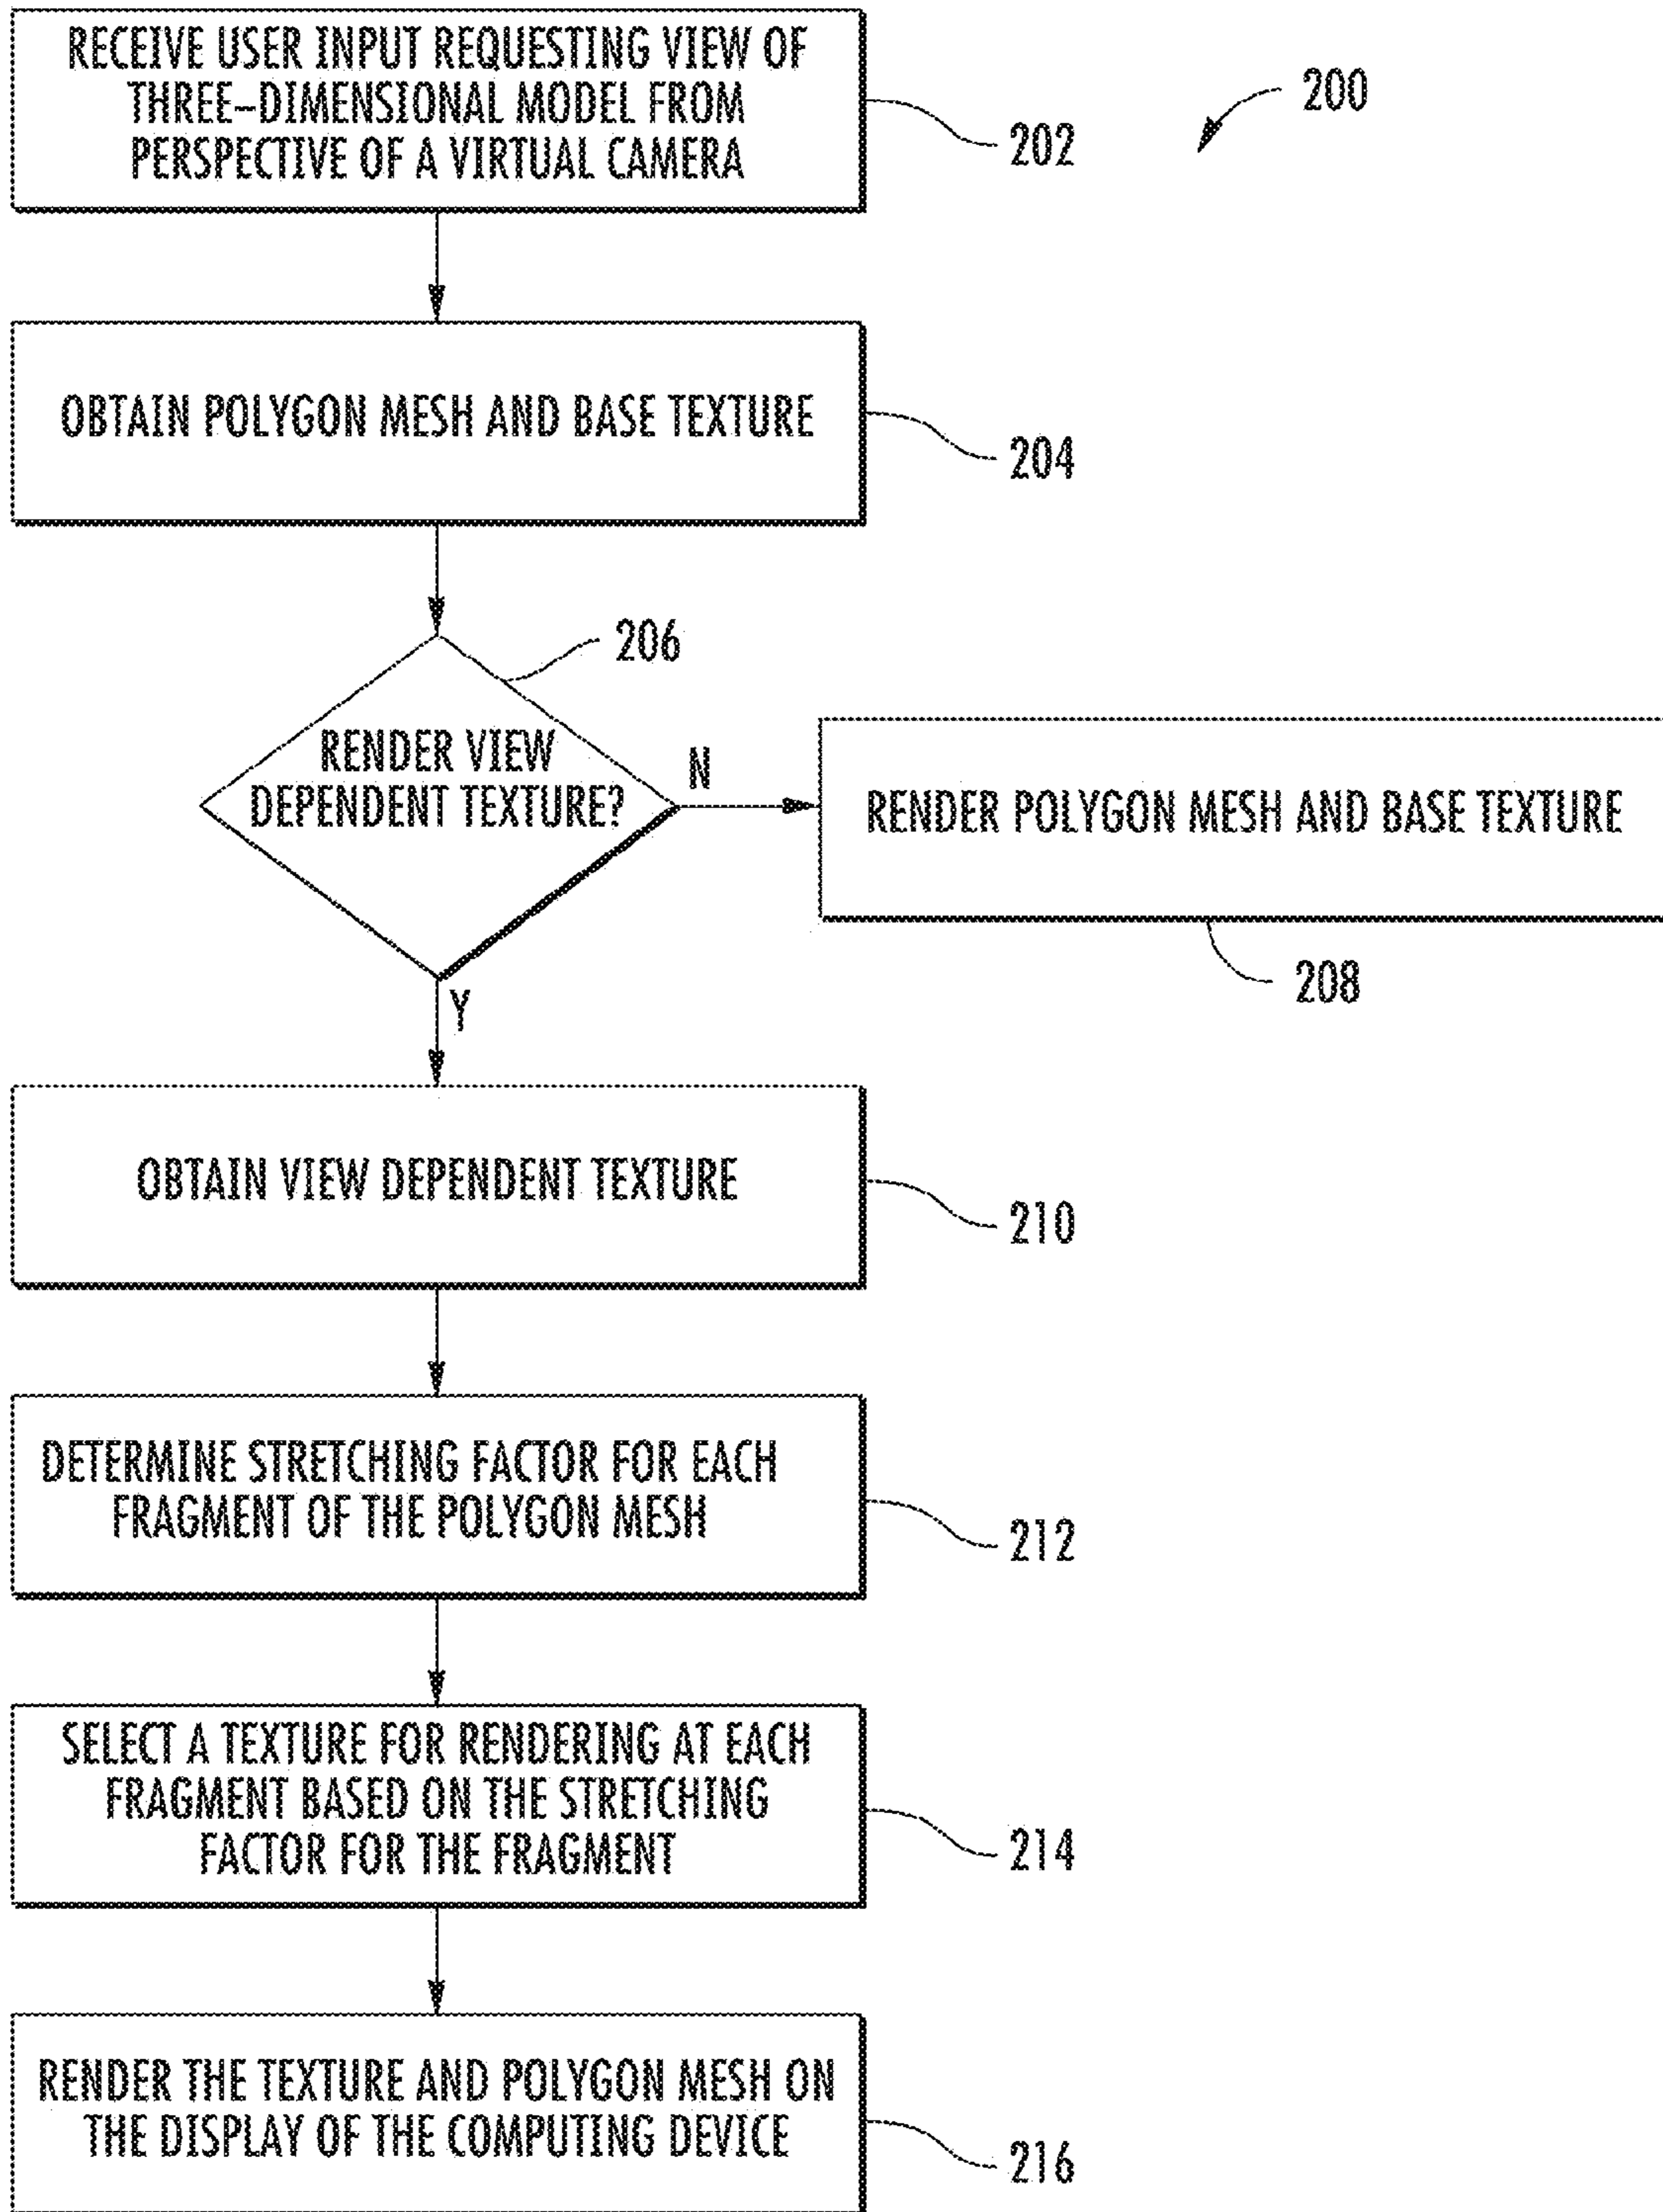 RECEIVE USER INPUT REQUESTING VIEW OF
THREE-DIMENSIONAL MODEL FROM
PERSPECTIVE OF A VIRTUAL CAMERA
200
202
OBTAIN POLYGON MESH AND BASE TEXTURE
204
206
RENDER VIEW
DEPENDENT TEXTURE?
N
RENDER POLYGON MESH AND BASE TEXTURE
208
Y
OBTAIN VIEW DEPENDENT TEXTURE
210
DETERMINE STRETCHING FACTOR FOR EACH
FRAGMENT OF THE POLYGON MESH
212
SELECT A TEXTURE FOR RENDERING AT EACH
FRAGMENT BASED ON THE STRETCHING
FACTOR FOR THE FRAGMENT
214
RENDER THE TEXTURE AND POLYGON MESH ON
THE DISPLAY OF THE COMPUTING DEVICE
216